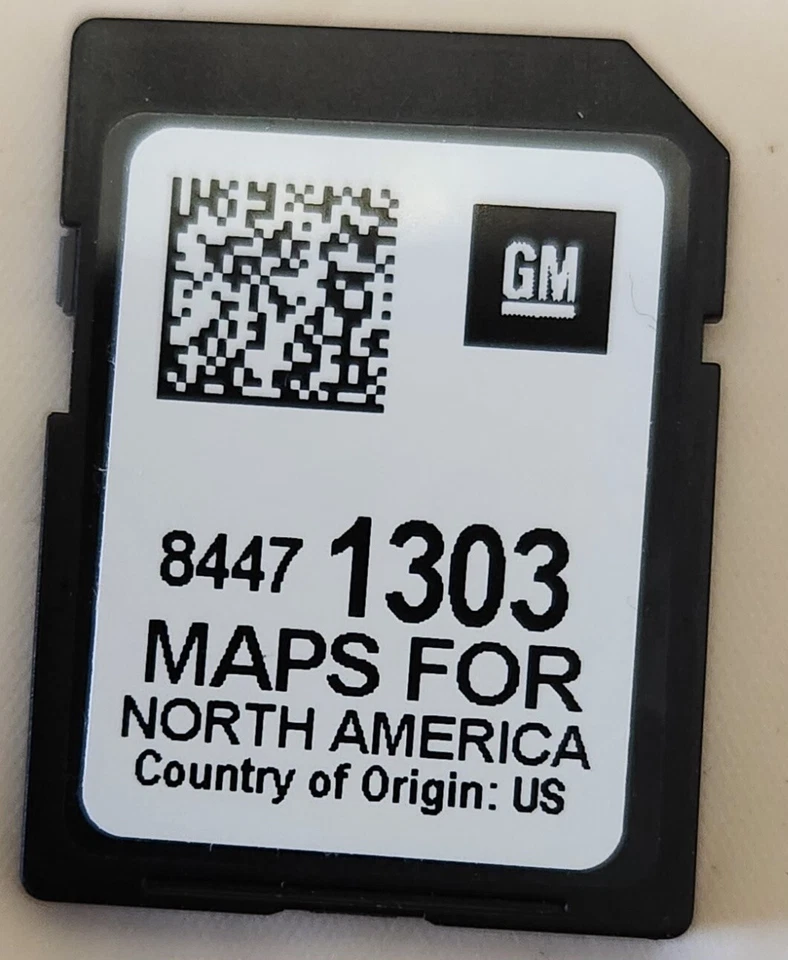 GM
8447 1303
MAPS FOR
NORTH AMERICA
Country of Origin: US